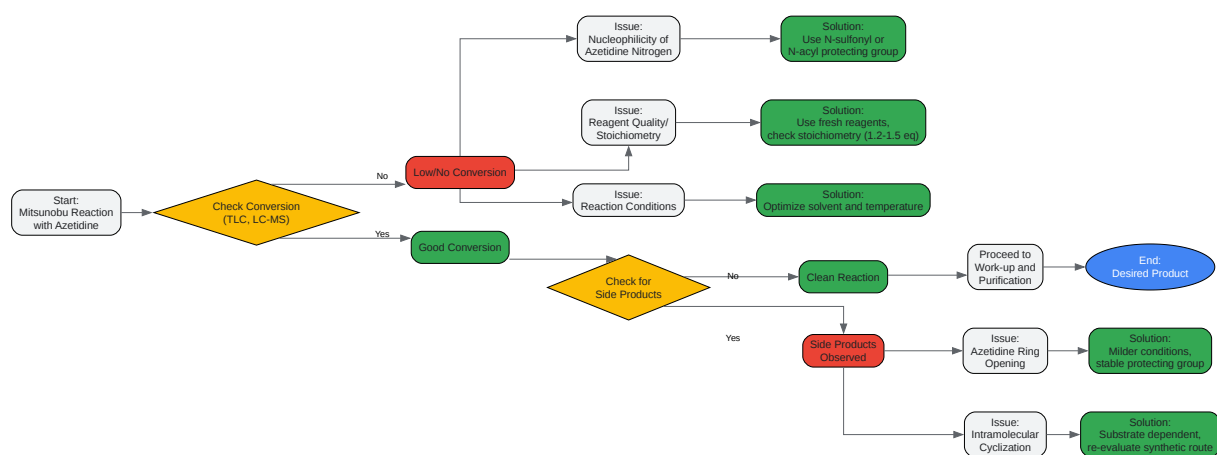 Issue:
Nucleophilicity of
Azetidine Nitrogen
Solution:
Use N-sulfonyl or
N-acyl protecting group
Issue:
Reagent Quality/
Stoichiometry
Solution:
Use fresh reagents,
check stoichiometry (1.2-1.5 eq)
Low/No Conversion
No
Issue:
Reaction Conditions
Solution:
Optimize solvent and temperature
Start:
Mitsunobu Reaction
with Azetidine
Check Conversion
(TLC, LC-MS)
Yes
Good Conversion
Check for
Side Products
No
Clean Reaction
Proceed to
Work-up and
Purification
End:
Desired Product
Yes
Side Products
Observed
Issue:
Azetidine Ring
Opening
Solution:
Milder conditions,
stable protecting group
Issue:
Intramolecular
Cyclization
Solution:
Substrate dependent,
re-evaluate synthetic route